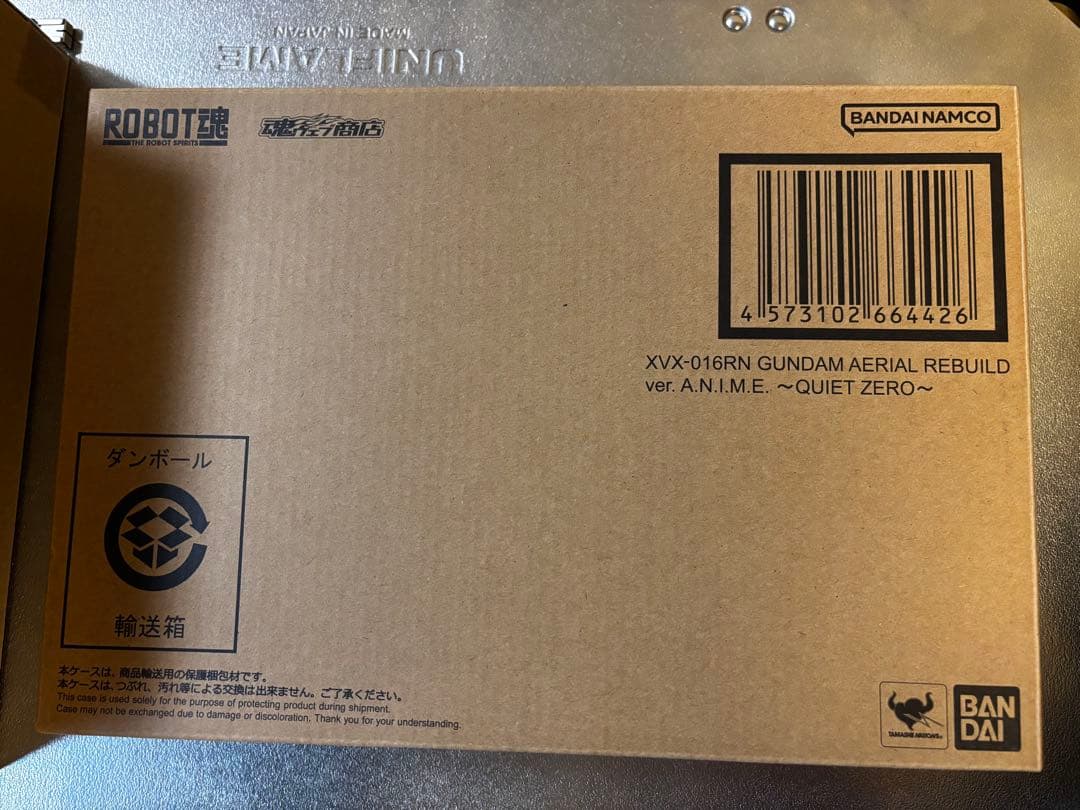 UNIFLAME
MADE IN JAPAN
ROBOT魂
THE ROBOT SPIRITS
魂ウェブ商店
BANDAI NAMCO
4 573102 664426
XVX-016RN GUNDAM AERIAL REBUILD
ver. A.N.I.M.E. ～QUIET ZERO～
ダンボール
輸送箱
本ケースは、商品輸送用の保護梱包材です。
本ケースは、つぶれ、汚れ等による交換は出来ません。ご了承ください。
This case is used solely for the purpose of protecting product during shipment.
Case may not be exchanged due to damage or discoloration. Thank you for your understanding.
TAMASHII NATIONS
BAN
DAI